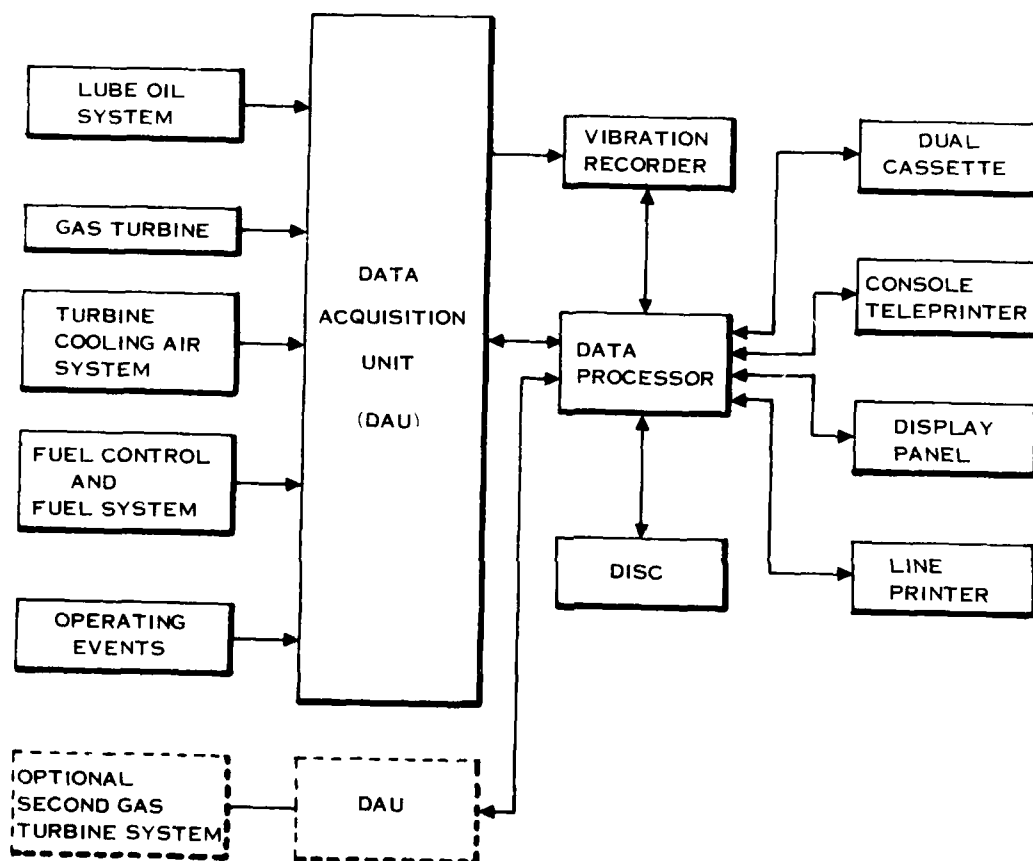 LUBE OIL
SYSTEM
GAS TURBINE
TURBINE
COOLING AIR
SYSTEM
FUEL CONTROL
AND
FUEL SYSTEM
OPERATING
EVENTS
OPTIONAL
SECOND GAS
TURBINE SYSTEM
DATA
ACQUISITION
UNIT
(DAU)
DAU
VIBRATION
RECORDER
DATA
PROCESSOR
DISC
DUAL
CASSETTE
CONSOLE
TELEPRINTER
DISPLAY
PANEL
LINE
PRINTER